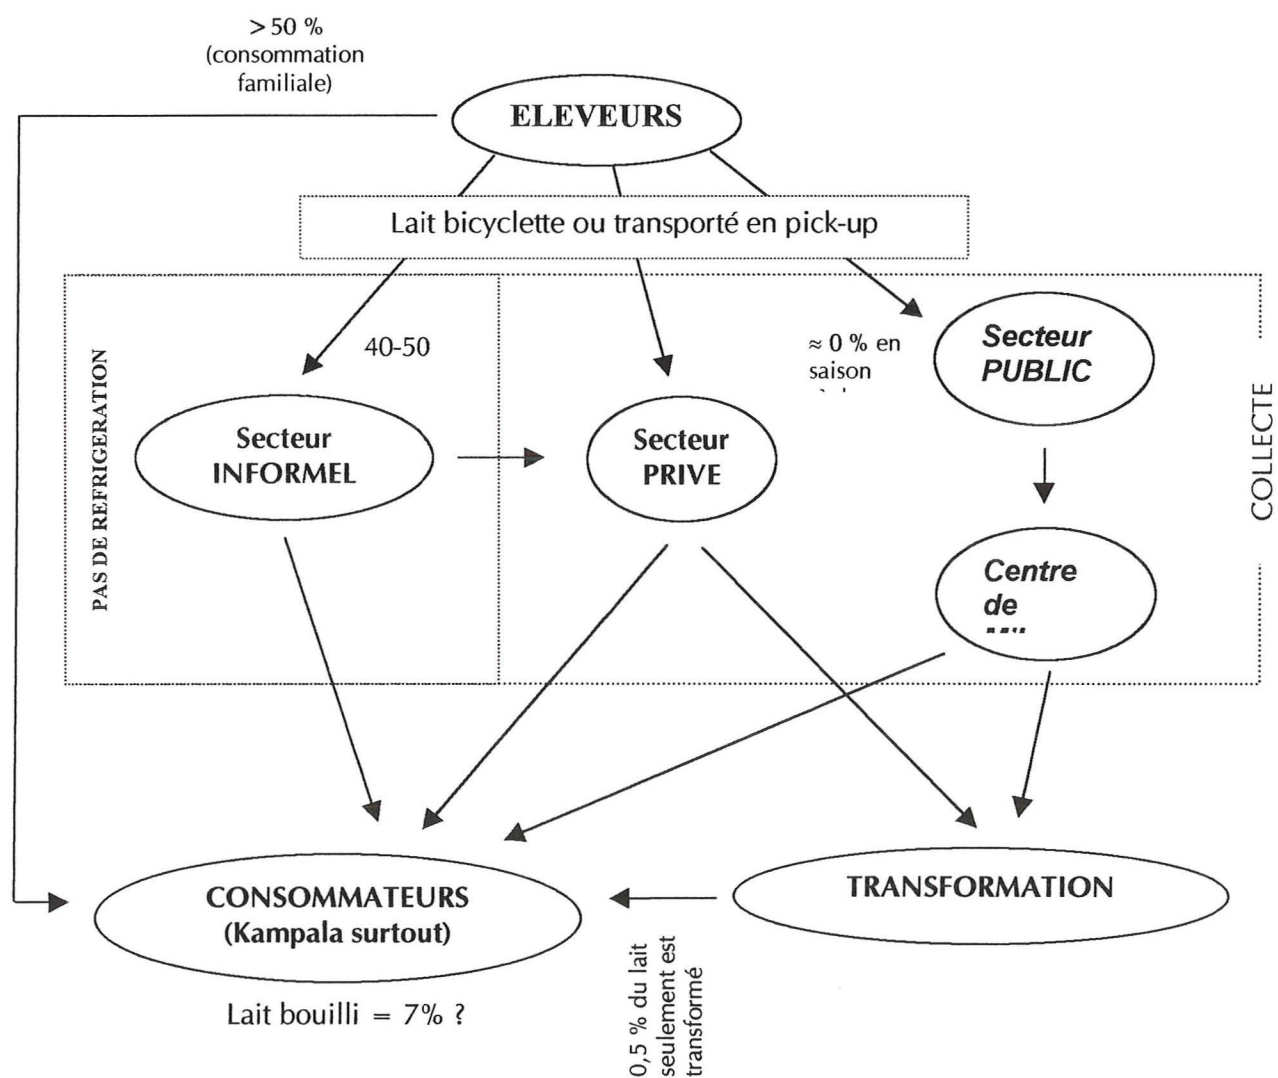 > 50 %
(consommation
familiale)
ELEVEURS
Lait bicyclette ou transporté en pick-up
PAS DE REFRIGERATION
40-50
≈ 0 % en
saison
Secteur
PUBLIC
COLLECTE
Secteur
INFORMEL
Secteur
PRIVE
Centre
de
CONSOMMATEURS
(Kampala surtout)
TRANSFORMATION
0,5 % du lait
seulement est
transformé
Lait bouilli = 7% ?